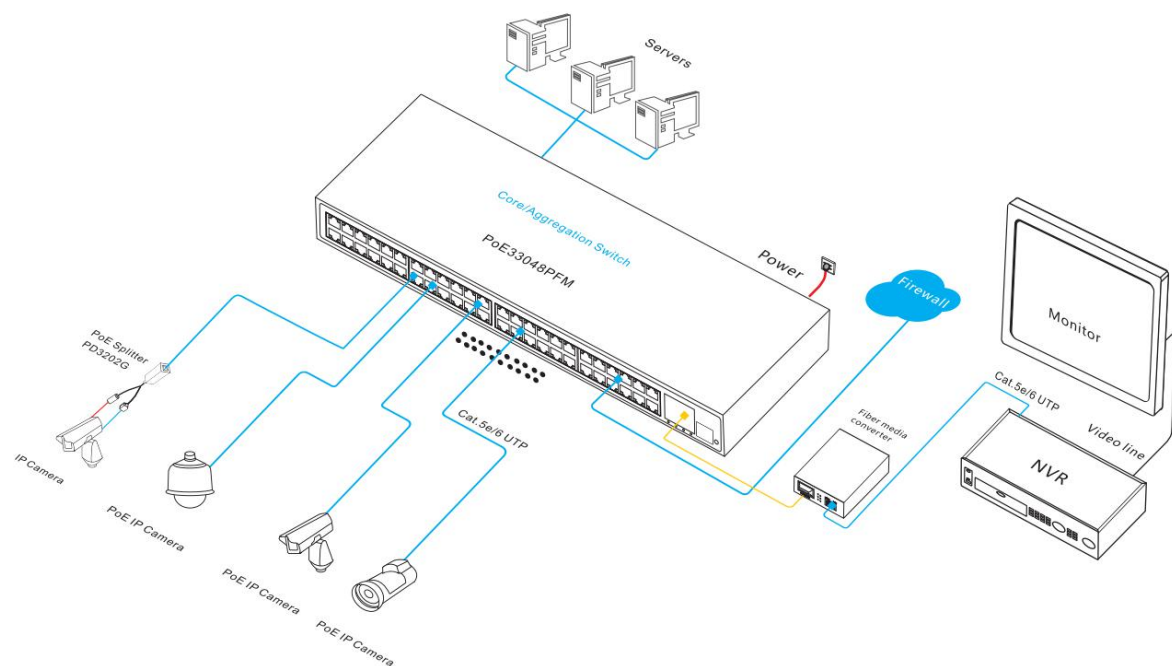 Servers
Core/Aggregation Switch
PoE33048PFM
Power
Firewall
Monitor
PoE Splitter
PD3202G
Cat.5e/6 UTP
Fiber media
converter
Cat.5e/6 UTP
Video line
NVR
IP Camera
PoE IP Camera
PoE IP Camera
PoE IP Camera